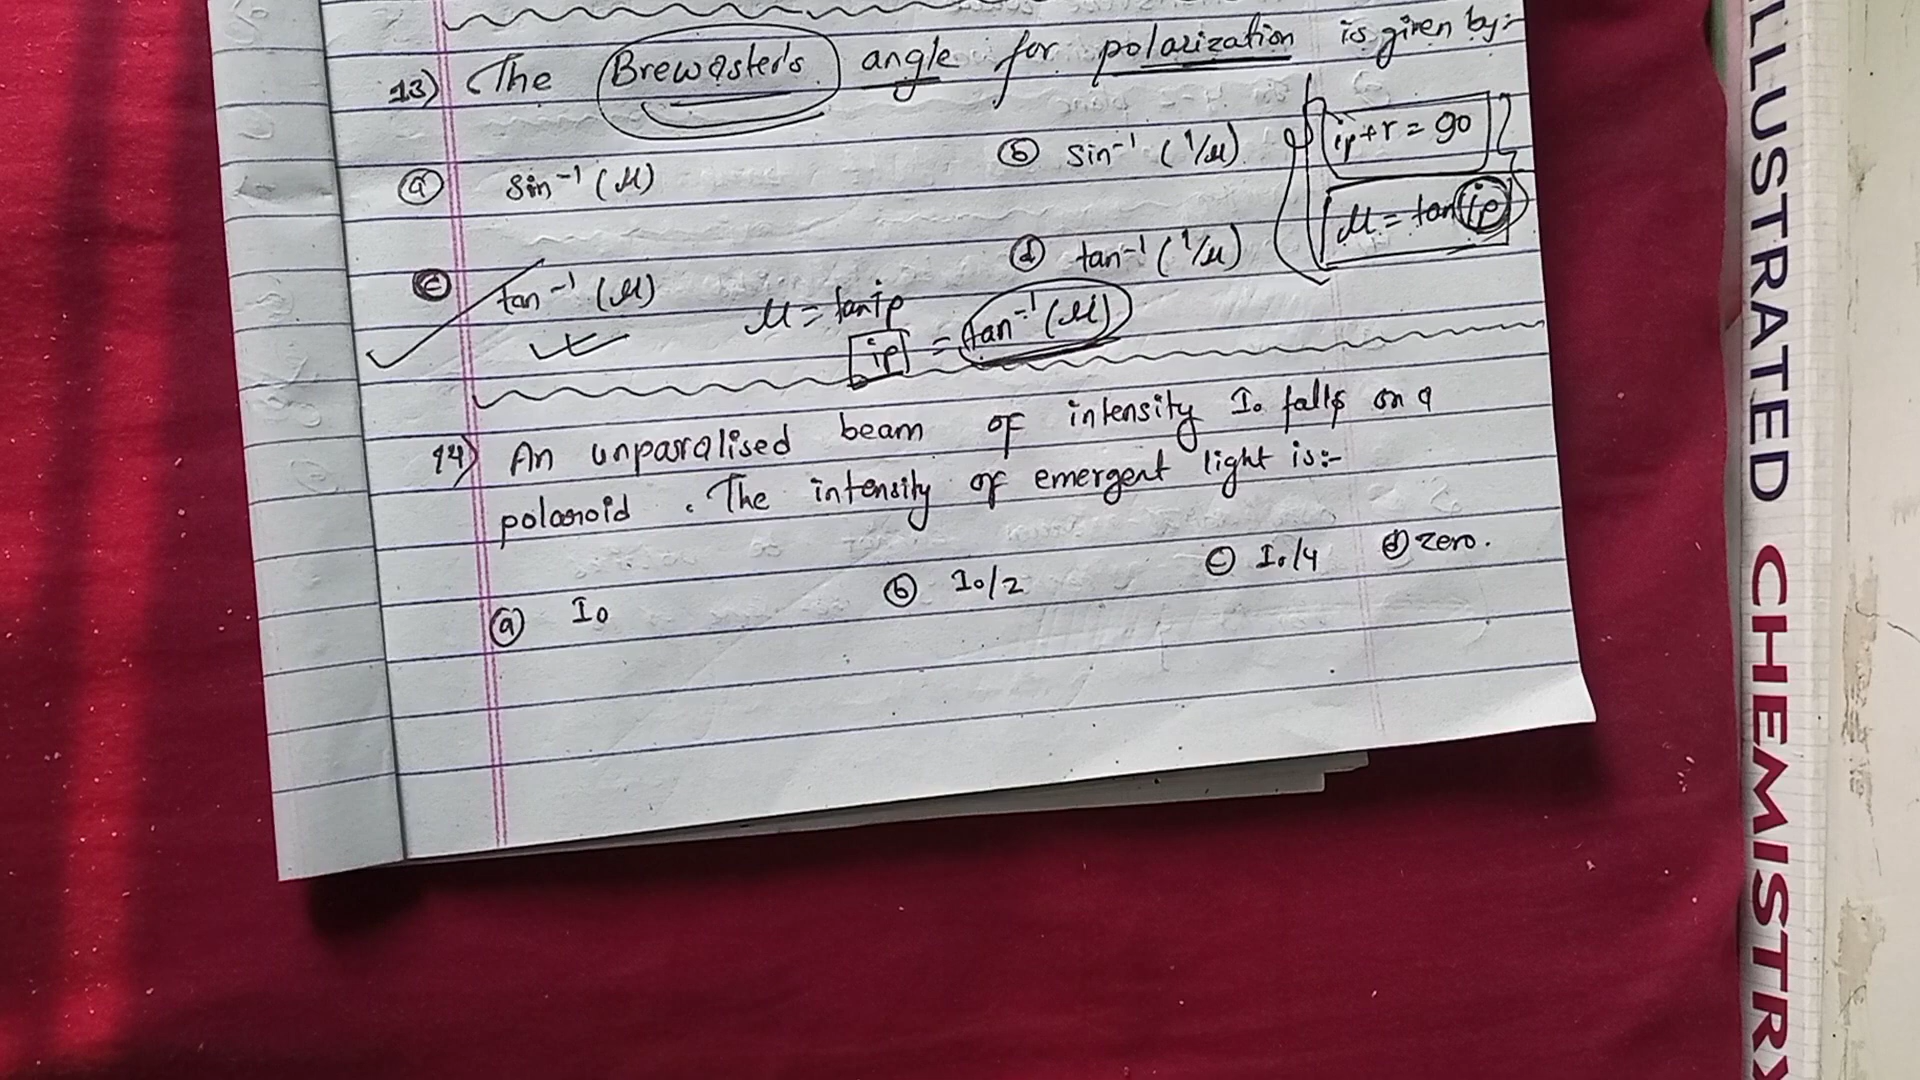 13) The Brewaster's angle for polarization is given by:-
(a) sin⁻¹ (μ)
(b) sin⁻¹ (1/μ)
ip+r = 90
μ = tan ip
(c) tan⁻¹ (μ)
(d) tan⁻¹ (1/μ)
μ = tan ip
ip = tan⁻¹ (μ)
14) An unparalised beam of intensity I₀ falls on a
polaroid . The intensity of emergent light is:-
(a) I₀
(b) I₀/2
(c) I₀/4
(d) Zero.
LLUSTRATED CHEMISTRY